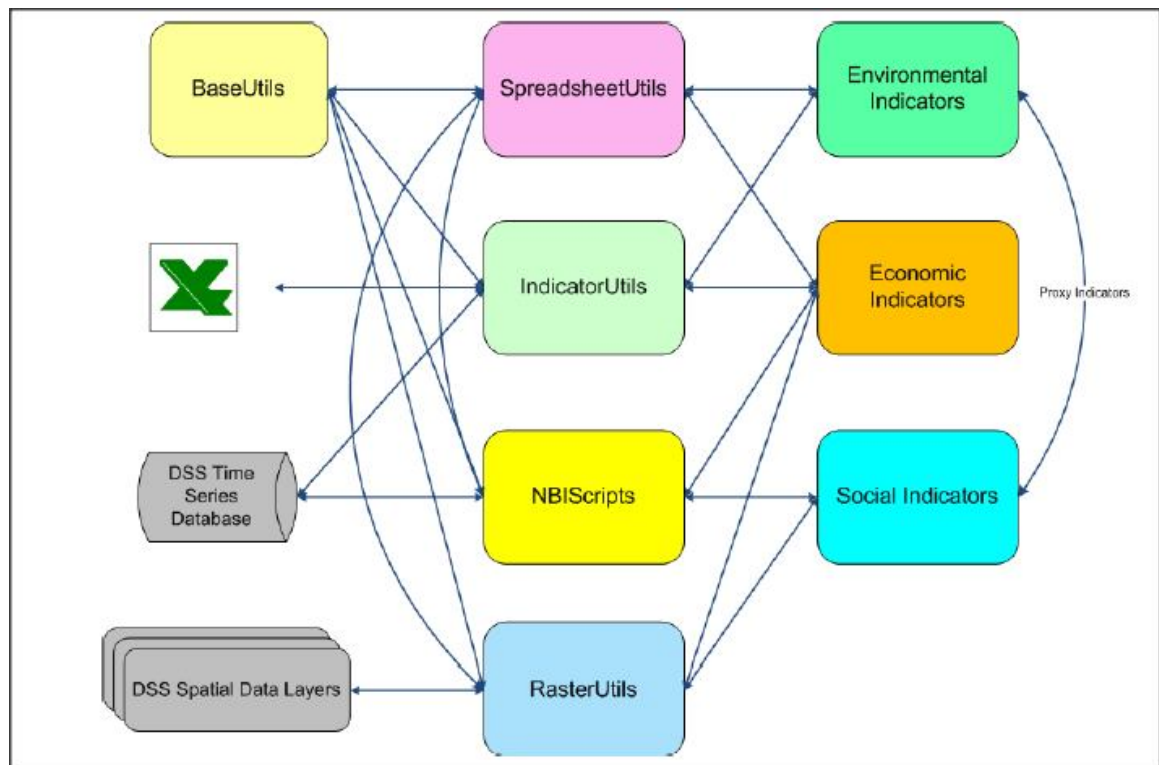 BaseUtils
SpreadsheetUtils
Environmental
Indicators
IndicatorUtils
Economic
Indicators
Proxy Indicators
DSS Time
Series
Database
NBIScripts
Social Indicators
DSS Spatial Data Layers
RasterUtils